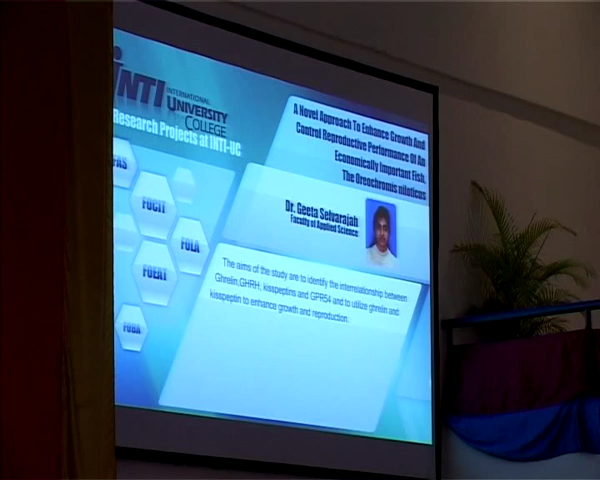 INTI
INTERNATIONAL
UNIVERSITY
COLLEGE
Research Projects at INTI-UC
FAS
FOCIT
FOLA
FOEAT
FOBA
A Novel Approach To Enhance Growth And
Control Reproductive Performance Of An
Economically Important Fish,
The Oreochromis niloticus
Dr. Geeta Selvarajah
Faculty of Applied Science
The aims of the study are to identify the interrelationship between
Ghrelin,GHRH, kisspeptins and GPR54 and to utilize ghrelin and
kisspeptin to enhance growth and reproduction.